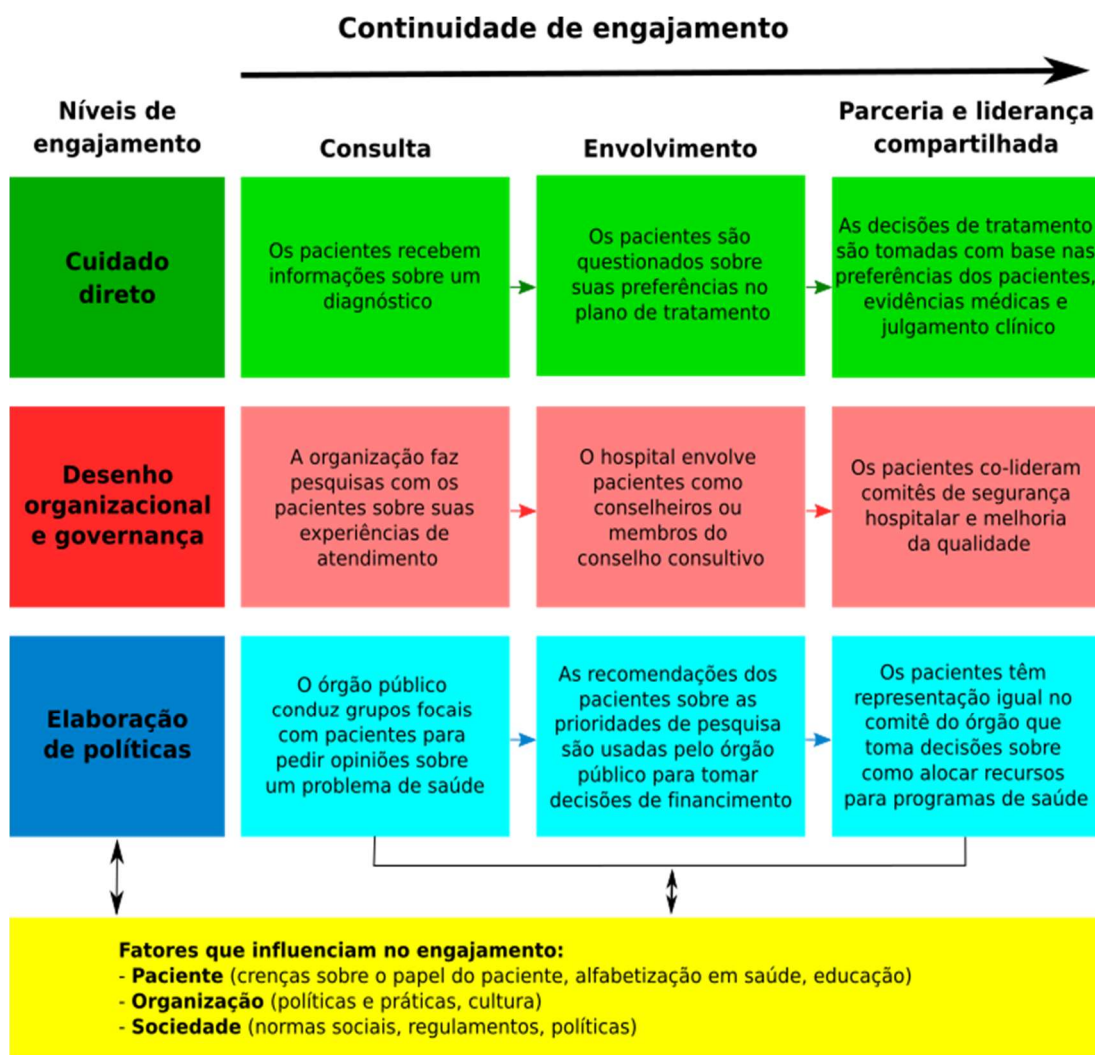 Continuidade de engajamento
Níveis de
engajamento
Consulta
Envolvimento
Parceria e liderança
compartilhada
Cuidado
direto
Os pacientes recebem
informações sobre um
diagnóstico
Os pacientes são
questionados sobre
suas preferências no
plano de tratamento
As decisões de tratamento
são tomadas com base nas
preferências dos pacientes,
evidências médicas e
julgamento clínico
Desenho
organizacional
e governança
A organização faz
pesquisas com os
pacientes sobre suas
experiências de
atendimento
O hospital envolve
pacientes como
conselheiros ou
membros do
conselho consultivo
Os pacientes co-lideram
comitês de segurança
hospitalar e melhoria
da qualidade
Elaboração
de políticas
O órgão público
conduz grupos focais
com pacientes para
pedir opiniões sobre
um problema de saúde
As recomendações dos
pacientes sobre as
prioridades de pesquisa
são usadas pelo órgão
público para tomar
decisões de financimento
Os pacientes têm
representação igual no
comitê do órgão que
toma decisões sobre
como alocar recursos
para programas de saúde
Fatores que influenciam no engajamento:
- Paciente (crenças sobre o papel do paciente, alfabetização em saúde, educação)
- Organização (políticas e práticas, cultura)
- Sociedade (normas sociais, regulamentos, políticas)